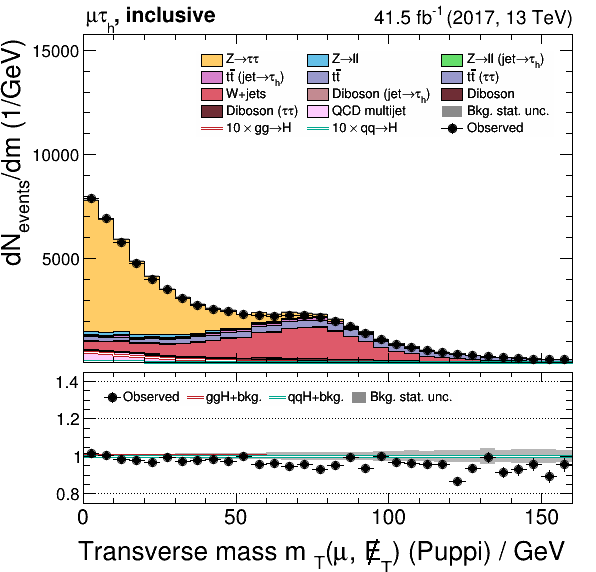 μτh, inclusive 41.5 fb⁻¹ (2017, 13 TeV)
15000
10000
5000
dNevents/dm (1/GeV)
Z→ττ Z→ll Z→ll (jet→τh)
tt̄ (jet→τh) tt̄ tt̄ (ττ)
W+jets Diboson (jet→τh) Diboson
Diboson (ττ) QCD multijet Bkg. stat. unc.
10 × gg→H 10 × qq→H Observed
1.4
1.2
1
0.8
Observed ggH+bkg. qqH+bkg. Bkg. stat. unc.
0 50 100 150
Transverse mass m T(μ, E̸T) (Puppi) / GeV